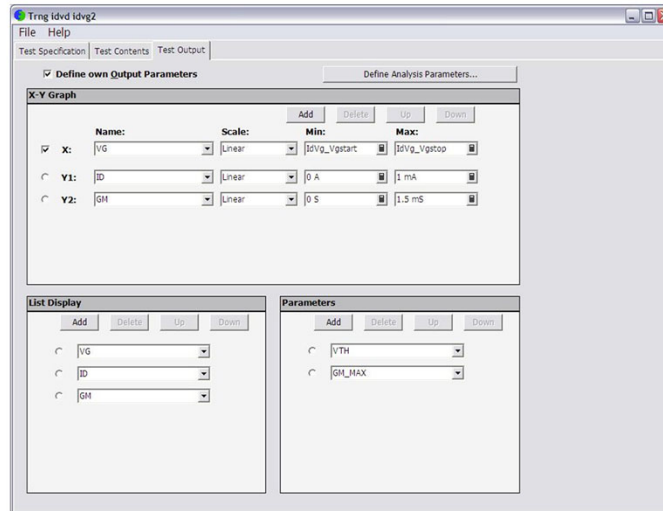 Trng idvd idvg2
File Help
Test Specification Test Contents Test Output
Define own Output Parameters
Define Analysis Parameters...
X-Y Graph
Add Delete Up Down
Name: Scale: Min: Max:
X: VG Linear IdVg_Vgstart IdVg_Vgstop
Y1: ID Linear 0 A 1 mA
Y2: GM Linear 0 S 1.5 mS
List Display
Add Delete Up Down
VG
ID
GM
Parameters
Add Delete Up Down
VTH
GM_MAX